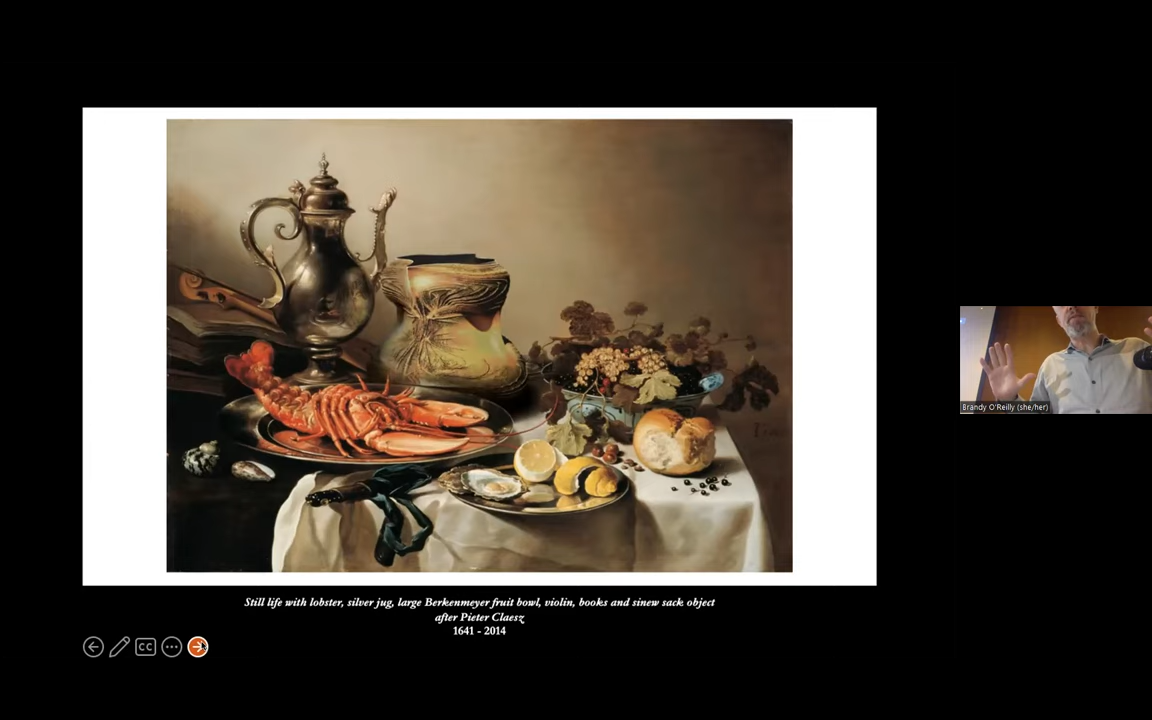 Still life with lobster, silver jug, large Berkenmeyer fruit bowl, violin, books and sinew sack object
after Pieter Claesz
1641 - 2014
CC
Brandy O'Reilly (she/her)